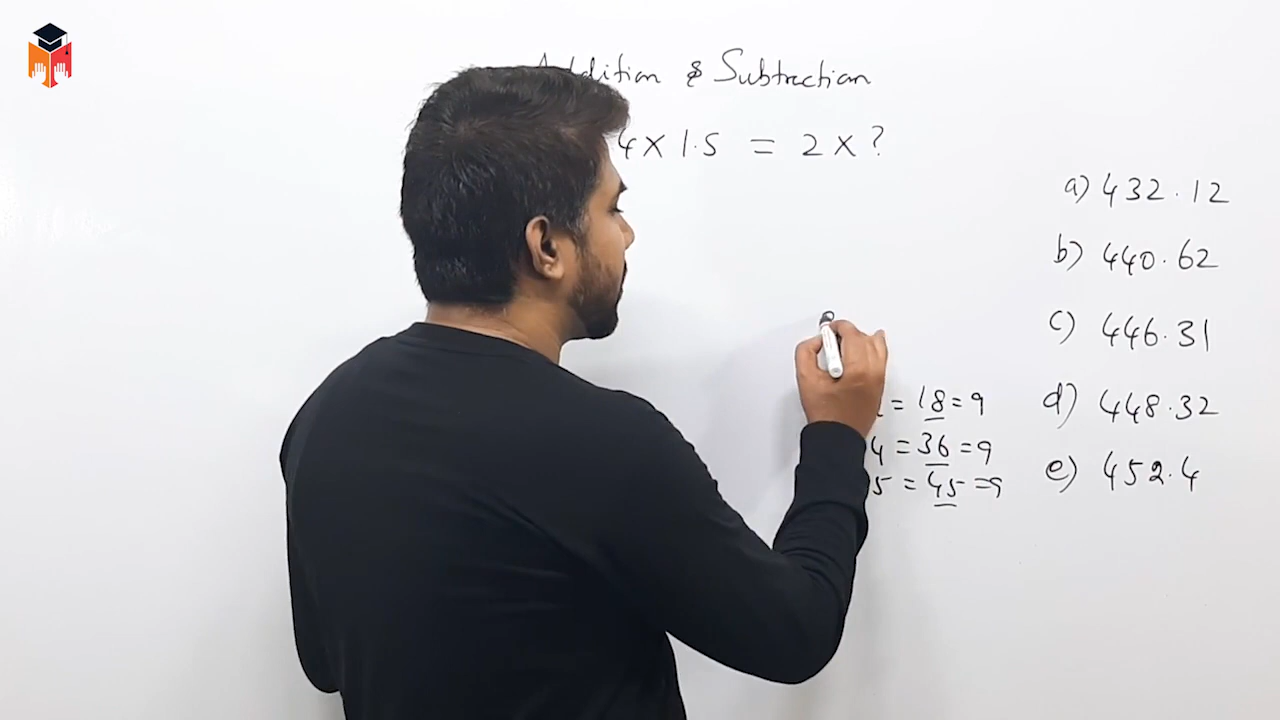 Addition & Subtraction
4 X 1.5 = 2 X ?
a) 432.12
b) 440.62
c) 446.31
d) 448.32
e) 452.4
= 18 = 9
4 = 36 = 9
5 = 45 = 9